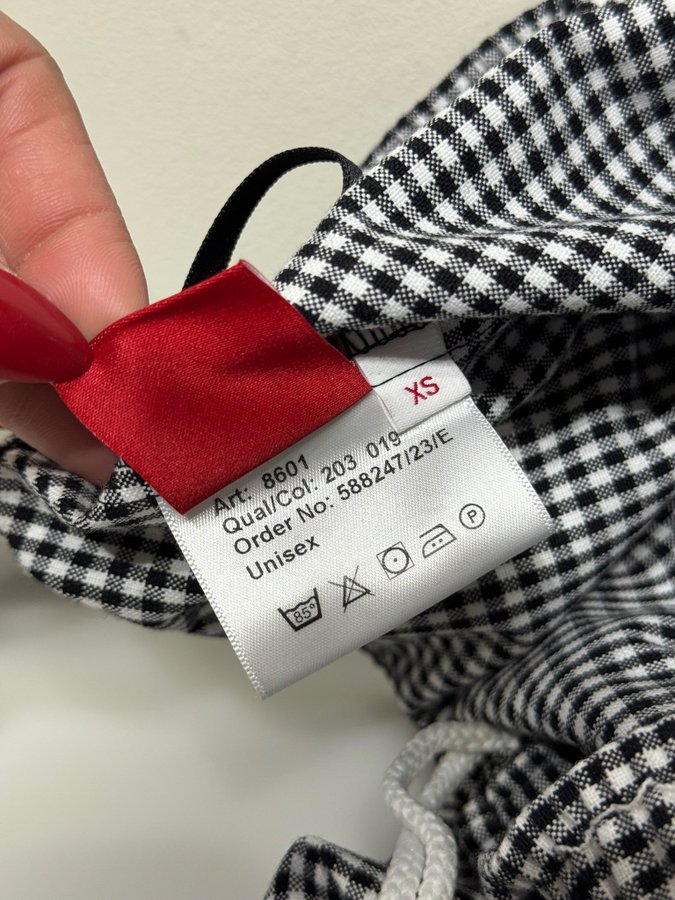 XS
Art: 8601
Qual/Col: 203 019
Order No: 588247/23/E
Unisex
85°
P